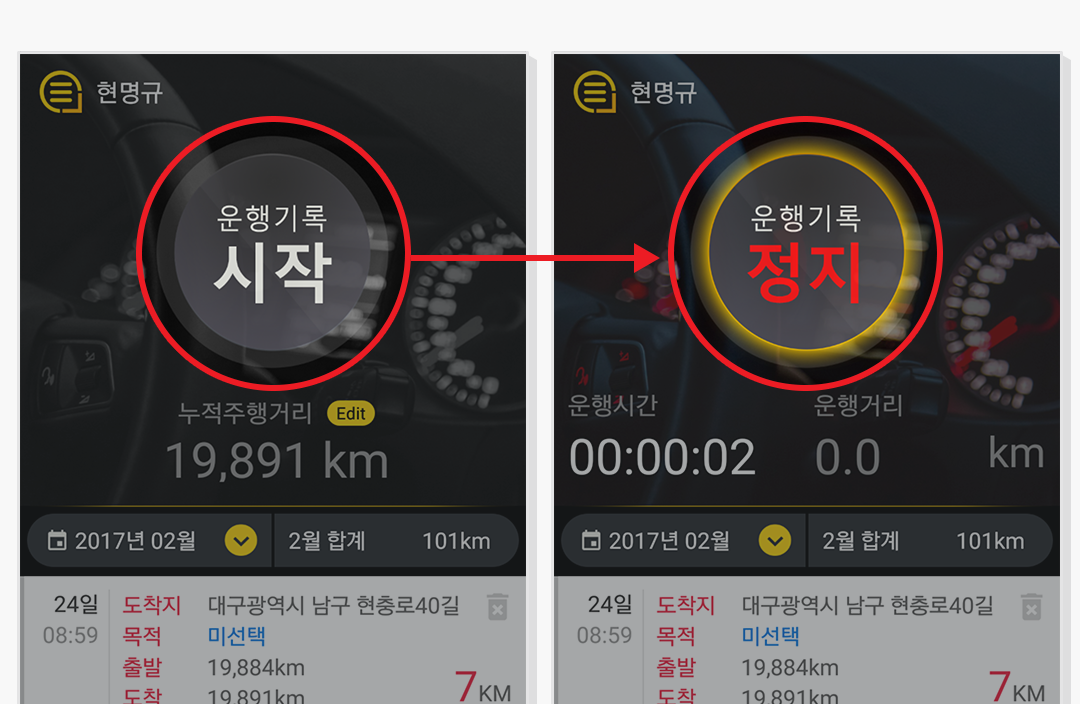 현명규
운행기록
시작
누적주행거리 Edit
19,891 km
2017년 02월 2월 합계 101km
24일 도착지 대구광역시 남구 현충로40길
08:59 목적 미선택
출발 19,884km
도착 19,891km 7KM
현명규
운행기록
정지
운행시간 운행거리
00:00:02 0.0 km
2017년 02월 2월 합계 101km
24일 도착지 대구광역시 남구 현충로40길
08:59 목적 미선택
출발 19,884km
도착 19,891km 7KM